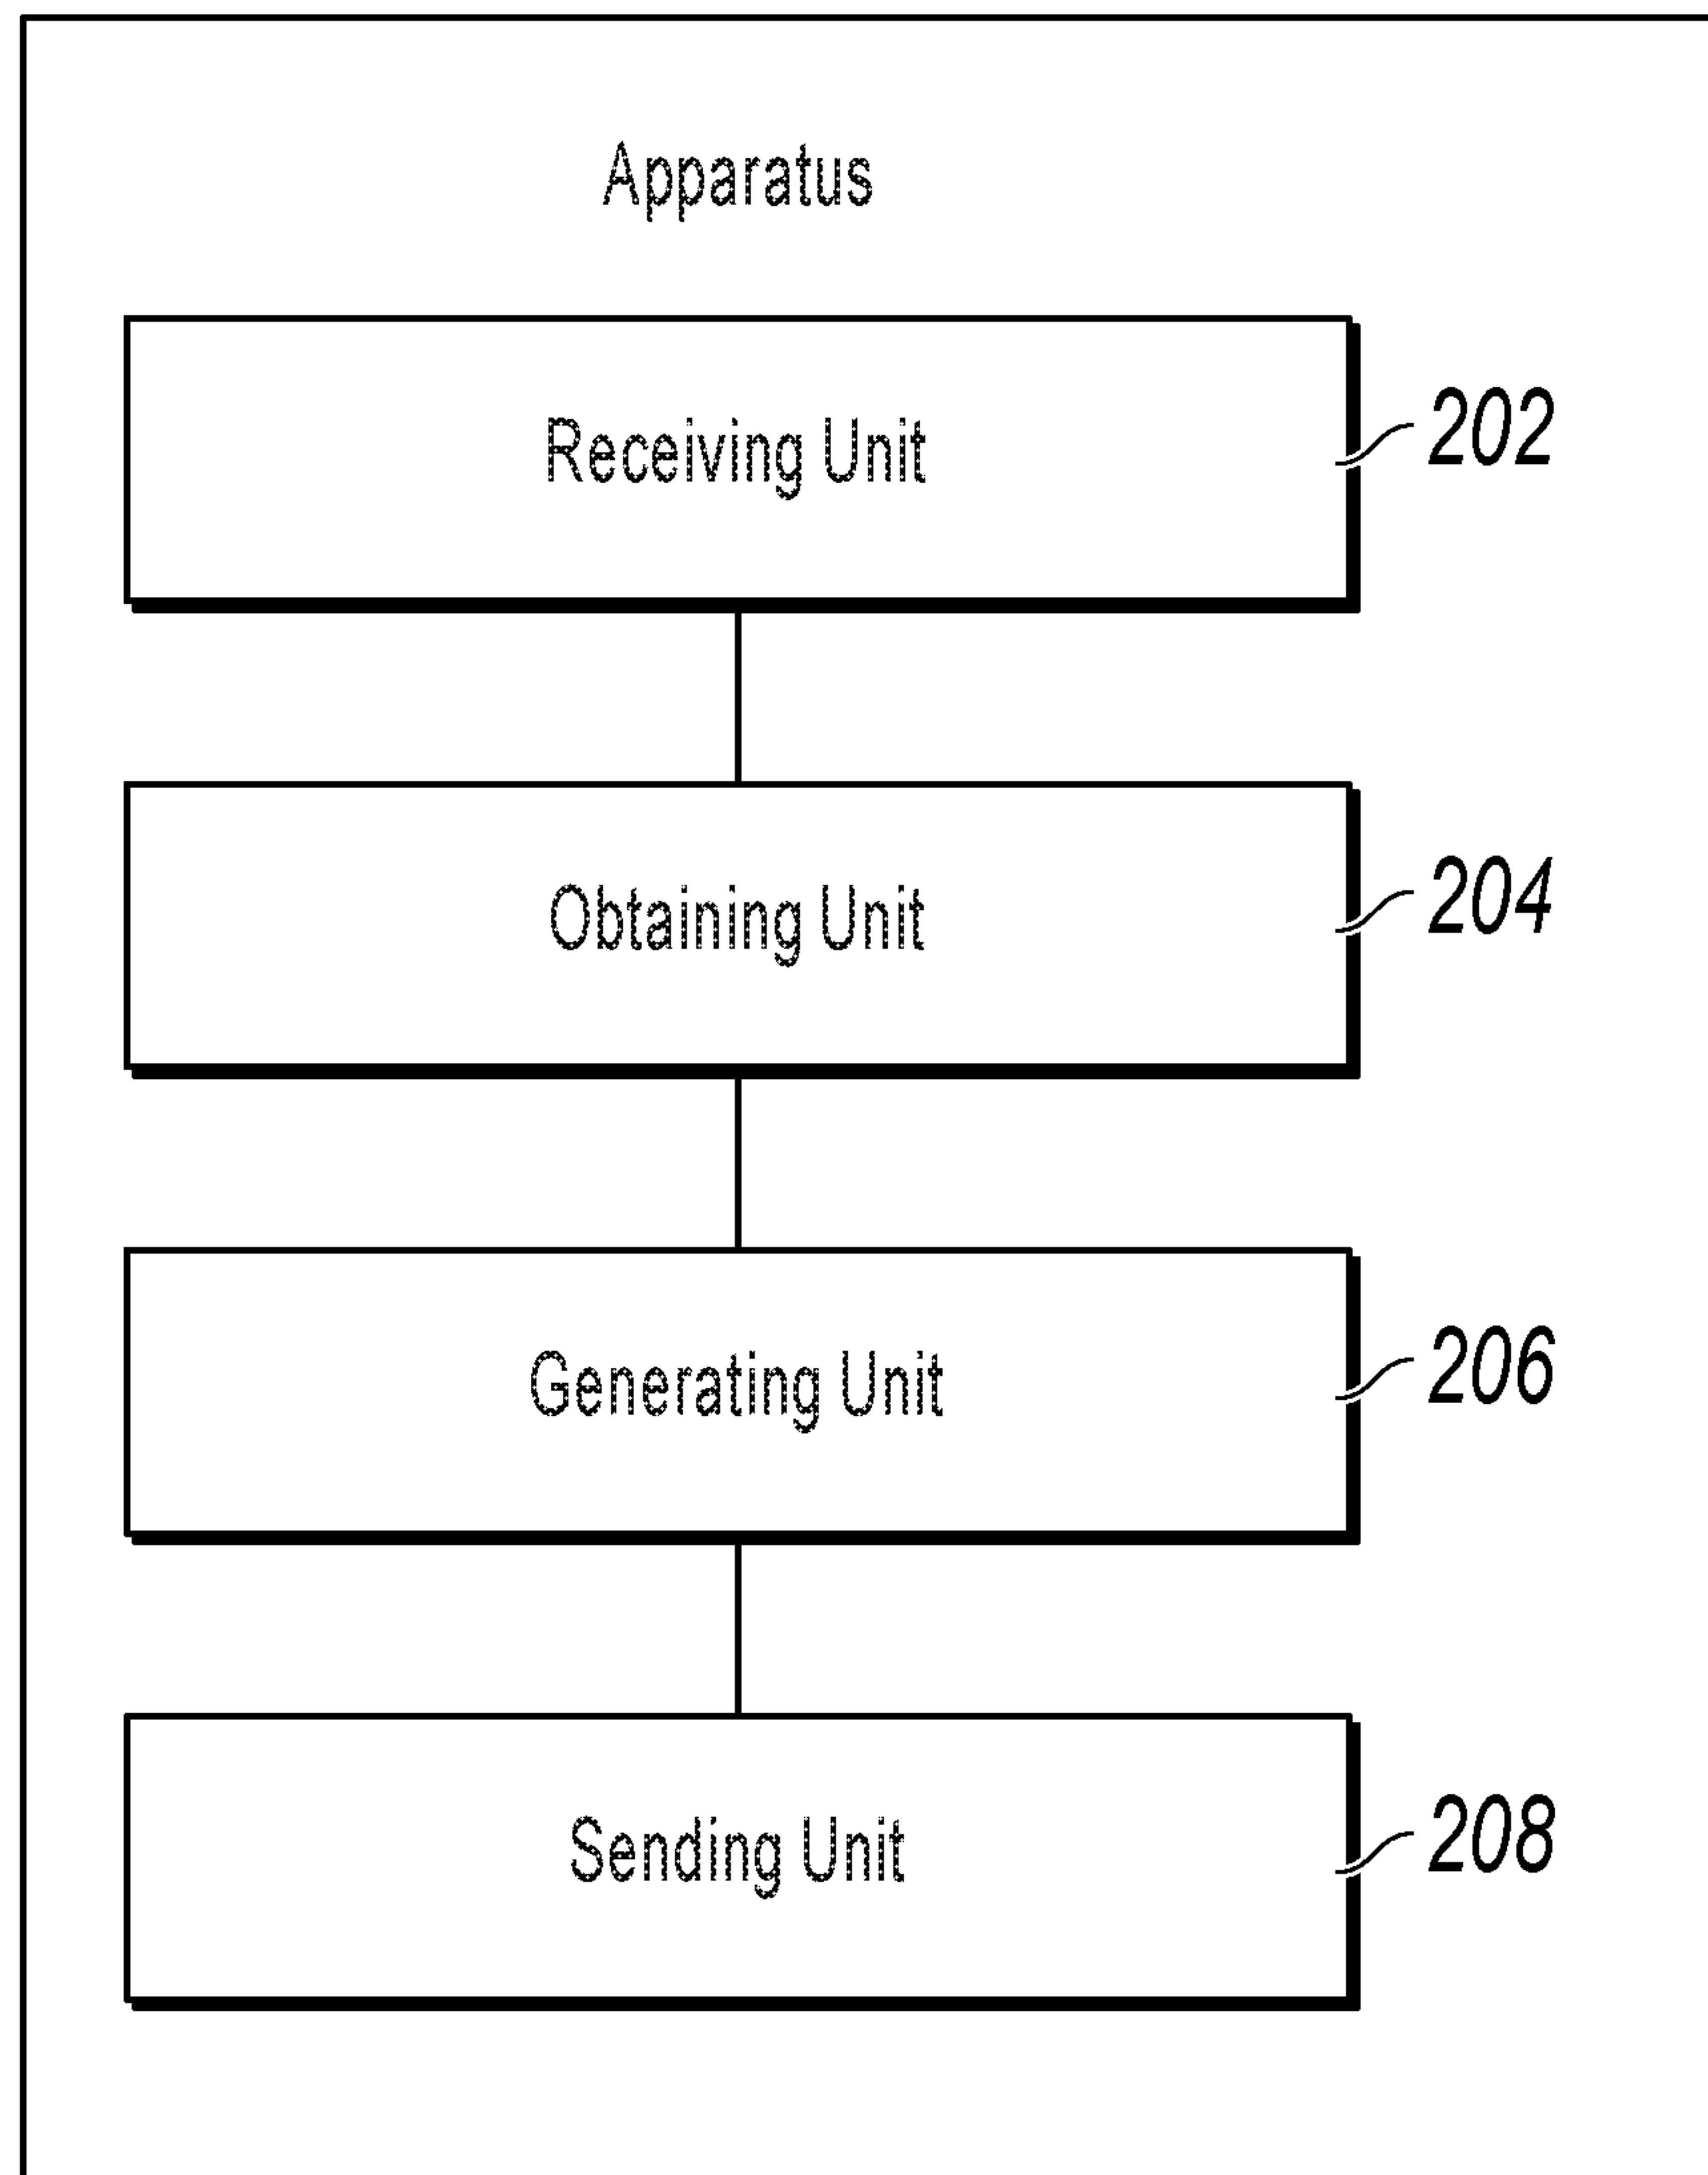 Apparatus
Receiving Unit
202
Obtaining Unit
204
Generating Unit
206
Sending Unit
208